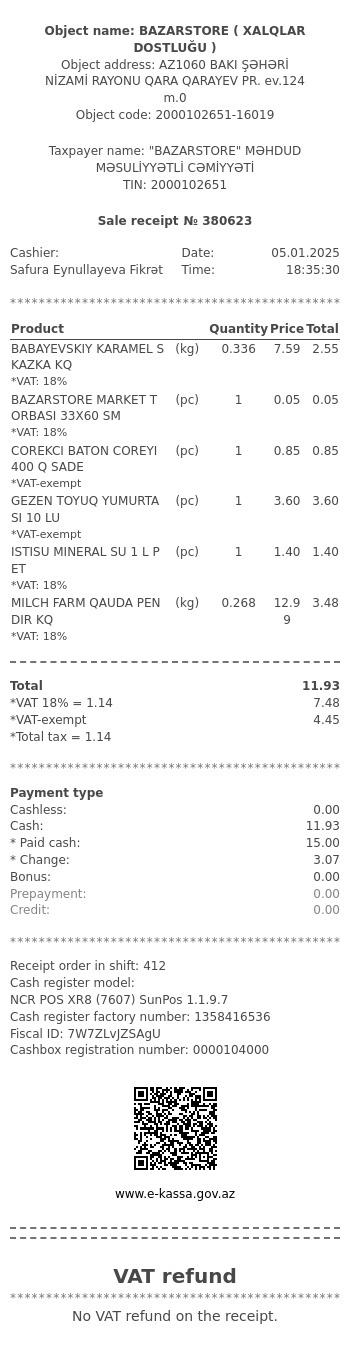 Object name: BAZARSTORE ( XALQLAR
DOSTLUĞU )
Object address: AZ1060 BAKI ŞƏHƏRİ
NİZAMİ RAYONU QARA QARAYEV PR. ev.124
m.0
Object code: 2000102651-16019
Taxpayer name: "BAZARSTORE" MƏHDUD
MƏSULİYYƏTLİ CƏMİYYƏTİ
TIN: 2000102651
Sale receipt № 380623
Cashier: Date: 05.01.2025
Safura Eynullayeva Fikrət Time: 18:35:30
************************************************
Product Quantity Price Total
BABAYEVSKIY KARAMEL S (kg) 0.336 7.59 2.55
KAZKA KQ
*VAT: 18%
BAZARSTORE MARKET T (pc) 1 0.05 0.05
ORBASI 33X60 SM
*VAT: 18%
COREKCI BATON COREYI (pc) 1 0.85 0.85
400 Q SADE
*VAT-exempt
GEZEN TOYUQ YUMURTA (pc) 1 3.60 3.60
SI 10 LU
*VAT-exempt
ISTISU MINERAL SU 1 L P (pc) 1 1.40 1.40
ET
*VAT: 18%
MILCH FARM QAUDA PEN (kg) 0.268 12.9 3.48
DIR KQ 9
*VAT: 18%
Total 11.93
*VAT 18% = 1.14 7.48
*VAT-exempt 4.45
*Total tax = 1.14
************************************************
Payment type
Cashless: 0.00
Cash: 11.93
* Paid cash: 15.00
* Change: 3.07
Bonus: 0.00
Prepayment: 0.00
Credit: 0.00
************************************************
Receipt order in shift: 412
Cash register model:
NCR POS XR8 (7607) SunPos 1.1.9.7
Cash register factory number: 1358416536
Fiscal ID: 7W7ZLvJZSAgU
Cashbox registration number: 0000104000
www.e-kassa.gov.az
VAT refund
************************************************
No VAT refund on the receipt.